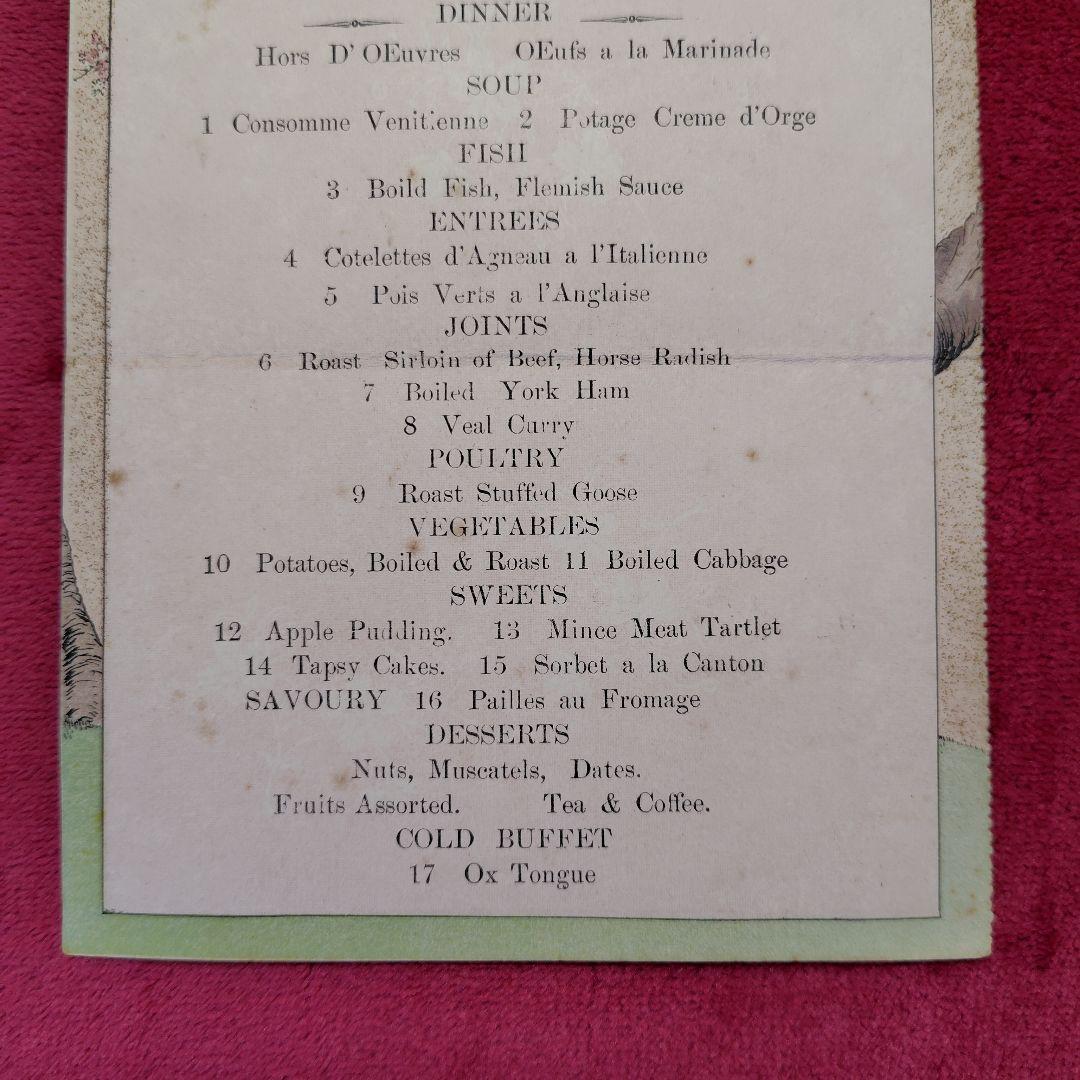 DINNER
Hors D' OEuvres OEufs a la Marinade
SOUP
1 Consomme Venitienne 2 Potage Creme d'Orge
FISH
3 Boild Fish, Flemish Sauce
ENTREES
4 Cotelettes d'Agneau a l'Italienne
5 Pois Verts a l'Anglaise
JOINTS
6 Roast Sirloin of Beef, Horse Radish
7 Boiled York Ham
8 Veal Curry
POULTRY
9 Roast Stuffed Goose
VEGETABLES
10 Potatoes, Boiled & Roast 11 Boiled Cabbage
SWEETS
12 Apple Pudding. 13 Mince Meat Tartlet
14 Tapsy Cakes. 15 Sorbet a la Canton
SAVOURY 16 Pailles au Fromage
DESSERTS
Nuts, Muscatels, Dates.
Fruits Assorted. Tea & Coffee.
COLD BUFFET
17 Ox Tongue